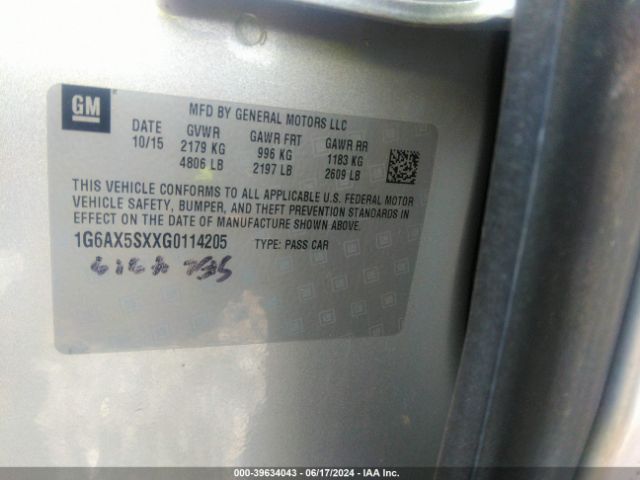 GM
MFD BY GENERAL MOTORS LLC
DATE GVWR GAWR FRT GAWR RR
10/15 2179 KG 996 KG 1183 KG
4806 LB 2197 LB 2609 LB
THIS VEHICLE CONFORMS TO ALL APPLICABLE U.S. FEDERAL MOTOR
VEHICLE SAFETY, BUMPER, AND THEFT PREVENTION STANDARDS IN
EFFECT ON THE DATE OF MANUFACTURE SHOWN ABOVE.
1G6AX5SXXG0114205 TYPE: PASS CAR
000-39634043 - 06/17/2024 - IAA Inc.